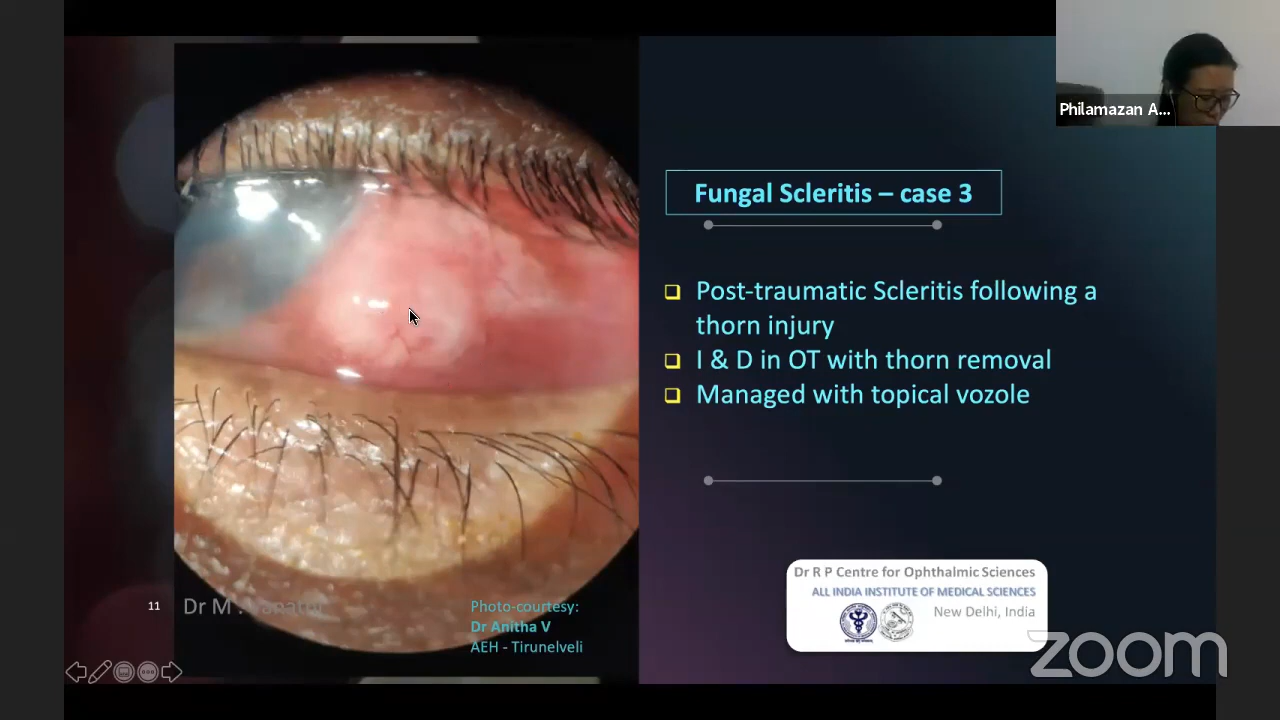 Philamazan A...
Fungal Scleritis – case 3
Post-traumatic Scleritis following a
thorn injury
I & D in OT with thorn removal
Managed with topical vozole
11
Dr M
Photo-courtesy:
Dr Anitha V
AEH - Tirunelveli
Dr R P Centre for Ophthalmic Sciences
ALL INDIA INSTITUTE OF MEDICAL SCIENCES
New Delhi, India
zoom